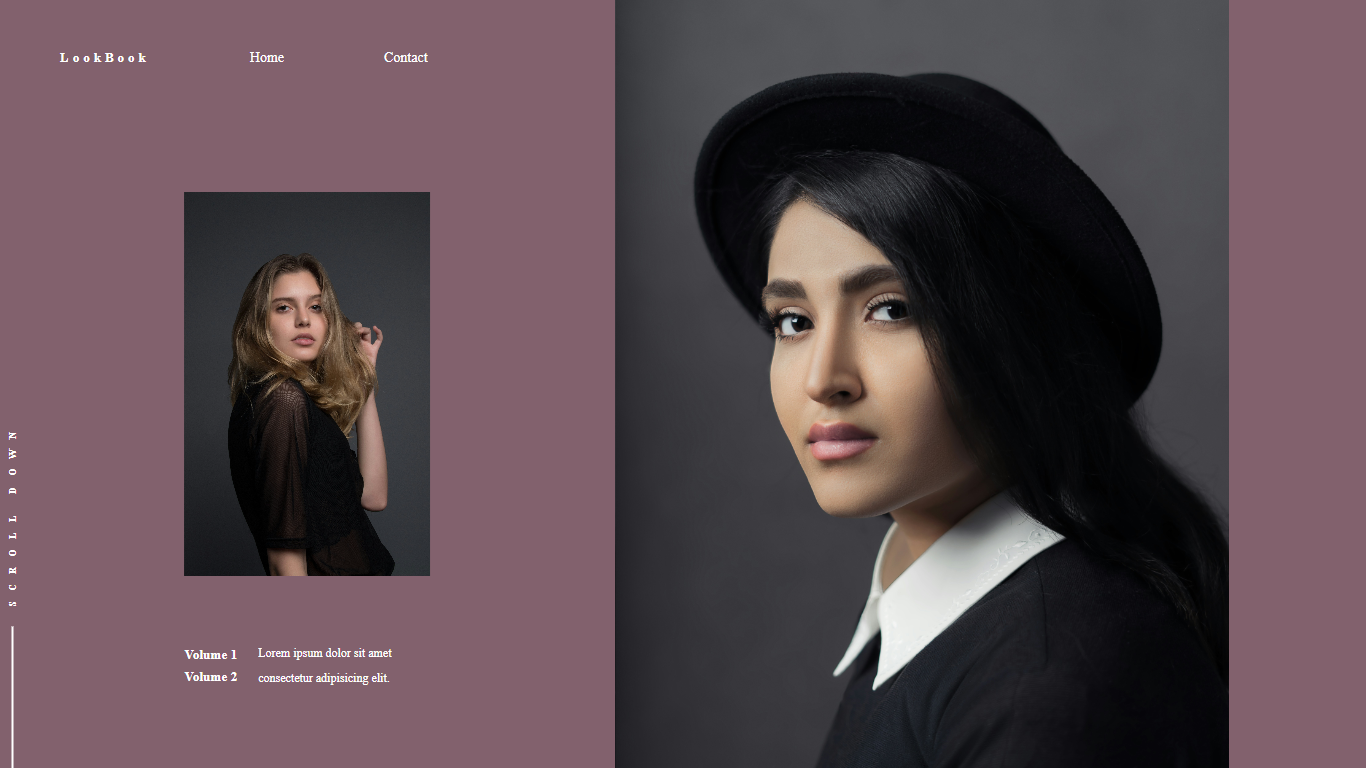 LookBook
Home
Contact
SCROLL DOWN
Volume 1
Lorem ipsum dolor sit amet
Volume 2
consectetur adipisicing elit.